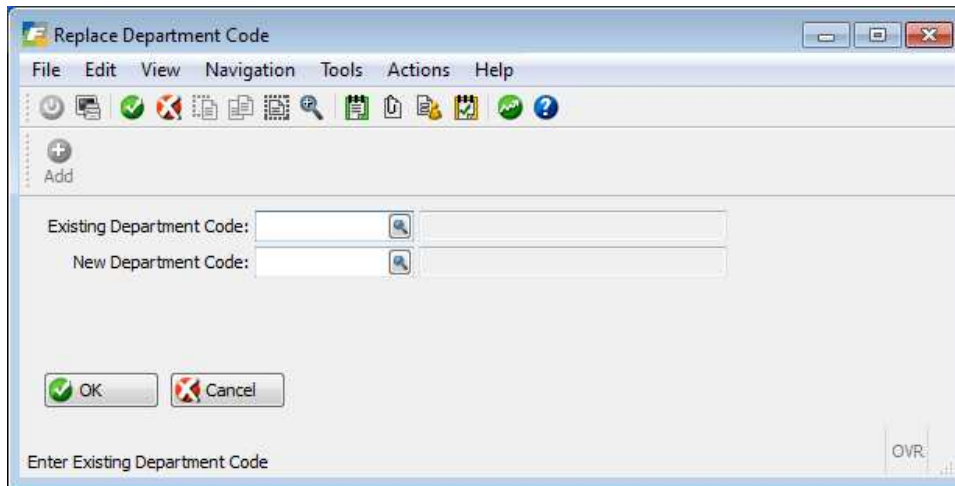 Replace Department Code
File Edit View Navigation Tools Actions Help
Add
Existing Department Code:
New Department Code:
OK Cancel
Enter Existing Department Code
OVR